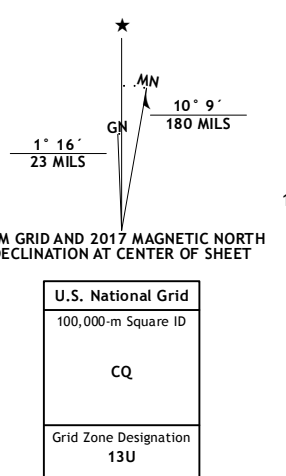 ★
MN
GN
10° 9´
180 MILS
1° 16´
23 MILS
M GRID AND 2017 MAGNETIC NORTH
DECLINATION AT CENTER OF SHEET
U.S. National Grid
100,000-m Square ID
CQ
Grid Zone Designation
13U